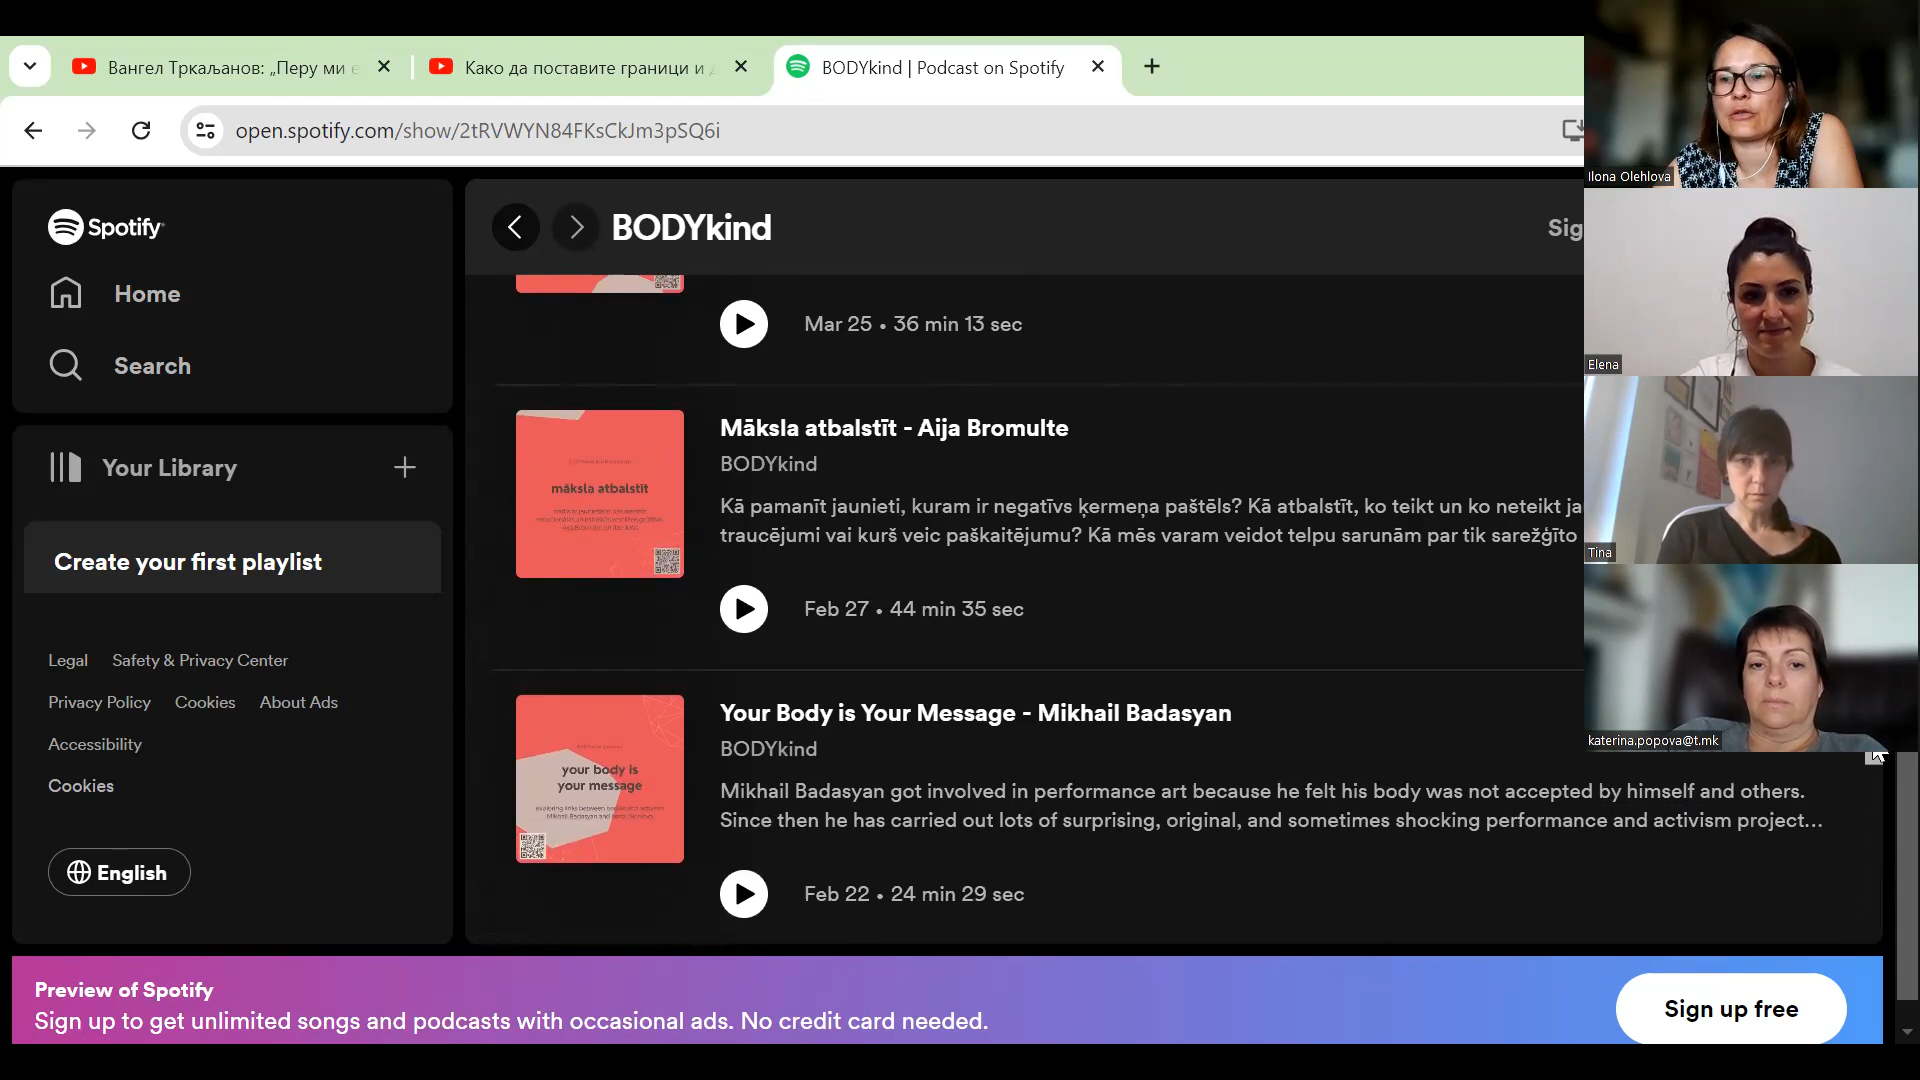 Вангел Тркаљанов: „Перу ми е
Како да поставите граници и д
BODYkind | Podcast on Spotify
open.spotify.com/show/2tRVWYN84FKsCkJm3pSQ6i
Spotify
Home
Search
Your Library
Create your first playlist
Legal
Safety & Privacy Center
Privacy Policy
Cookies
About Ads
Accessibility
Cookies
English
BODYkind
Sig
Mar 25 • 36 min 13 sec
māksla atbalstīt
Māksla atbalstīt - Aija Bromulte
BODYkind
Kā pamanīt jaunieti, kuram ir negatīvs ķermeņa paštēls? Kā atbalstīt, ko teikt un ko neteikt ja
traucējumi vai kurš veic paškaitējumu? Kā mēs varam veidot telpu sarunām par tik sarežģīto
Feb 27 • 44 min 35 sec
your body is
your message
Your Body is Your Message - Mikhail Badasyan
BODYkind
Mikhail Badasyan got involved in performance art because he felt his body was not accepted by himself and others.
Since then he has carried out lots of surprising, original, and sometimes shocking performance and activism project...
Feb 22 • 24 min 29 sec
Preview of Spotify
Sign up to get unlimited songs and podcasts with occasional ads. No credit card needed.
Sign up free
Ilona Olehlova
Elena
Tina
katerina.popova@t.mk